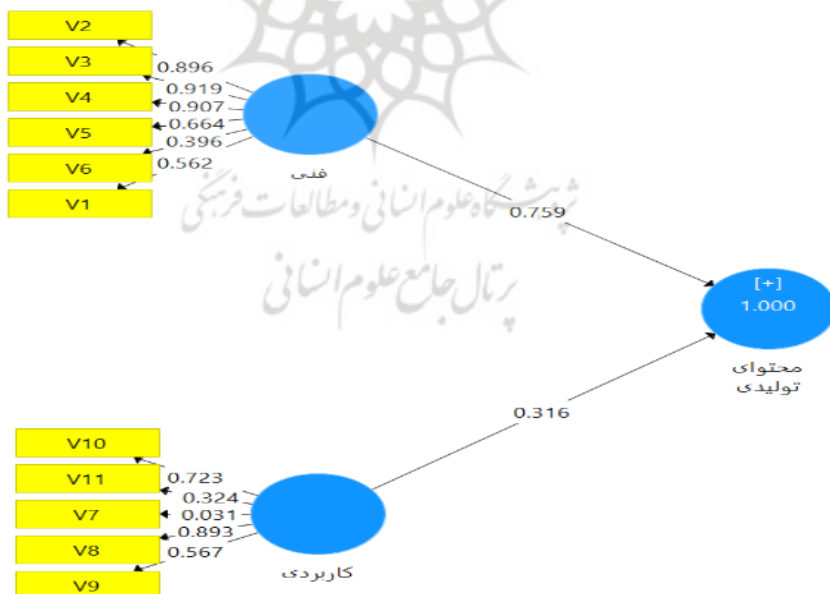 V2
V3
V4
V5
V6
V1
0.896
0.919
0.907
0.664
0.396
0.562
فنی
پژوهشگاه علوم انسانی و مطالعات فرهنگی
پرتال جامع علوم انسانی
0.759
[+]
1.000
محتوای
تولیدی
0.316
V10
V11
V7
V8
V9
0.723
0.324
0.031
0.893
0.567
کاربردی